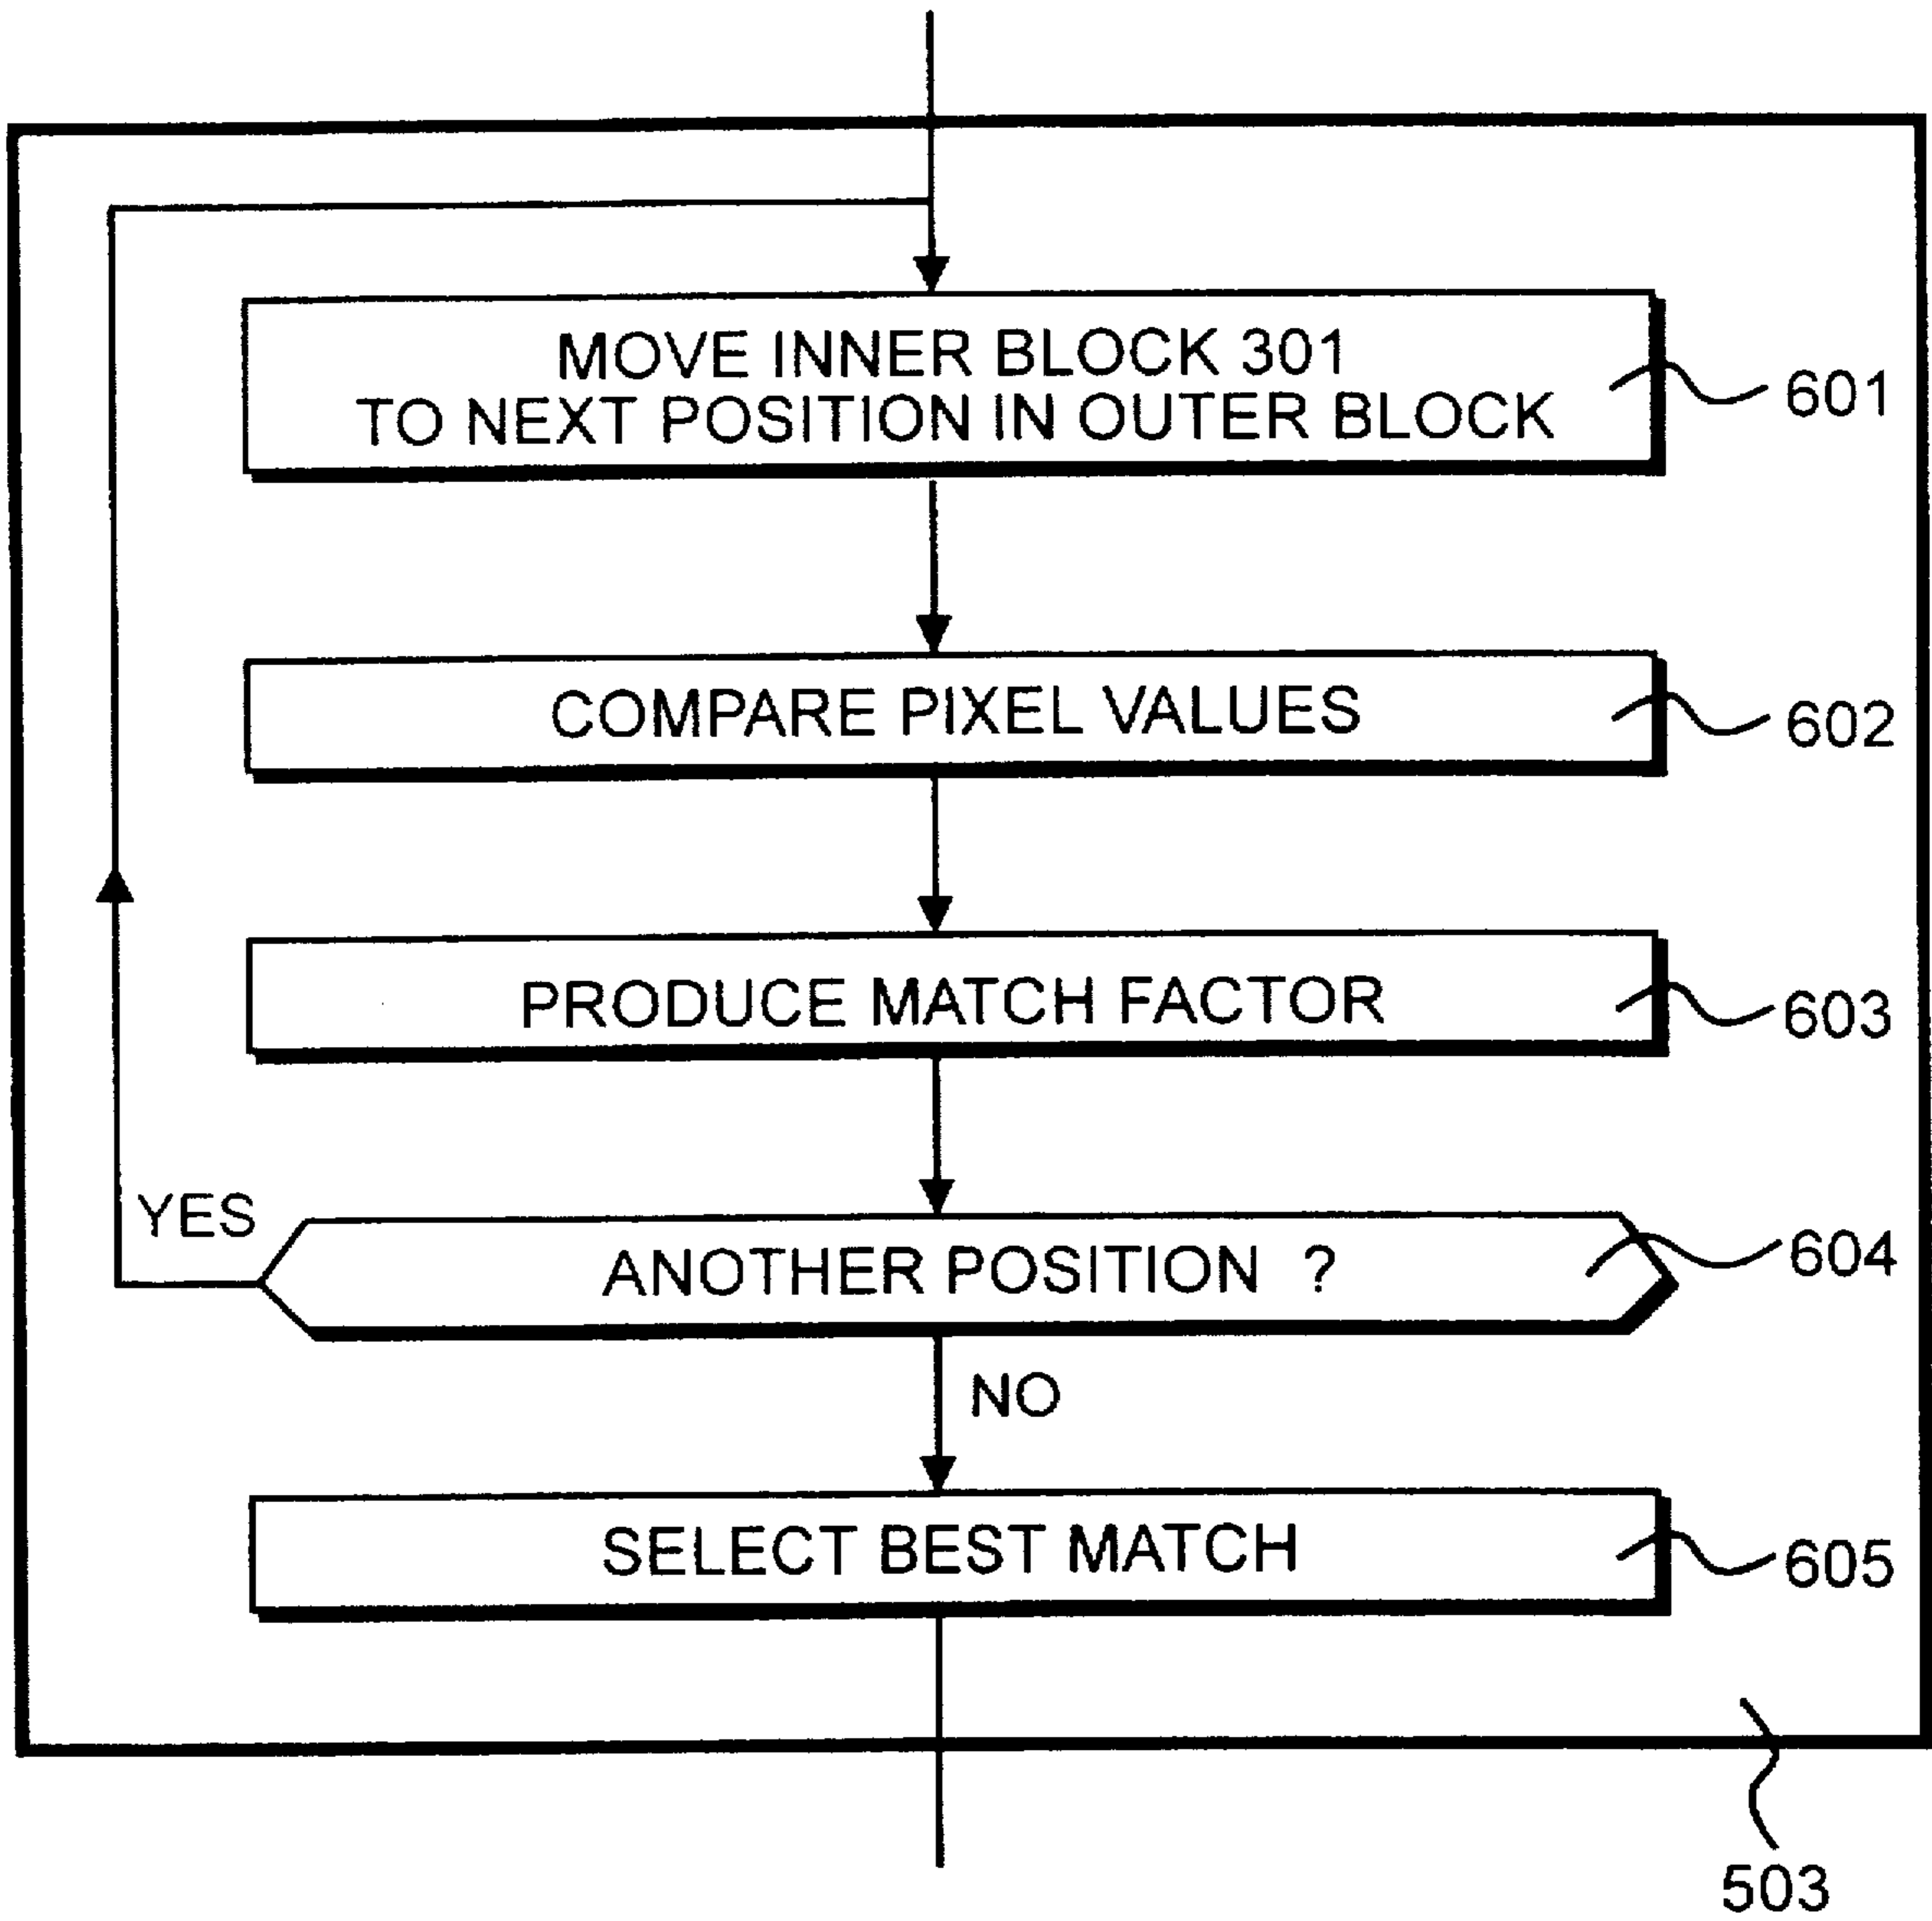 MOVE INNER BLOCK 301
TO NEXT POSITION IN OUTER BLOCK
601
COMPARE PIXEL VALUES
602
PRODUCE MATCH FACTOR
603
YES
ANOTHER POSITION ?
604
NO
SELECT BEST MATCH
605
503